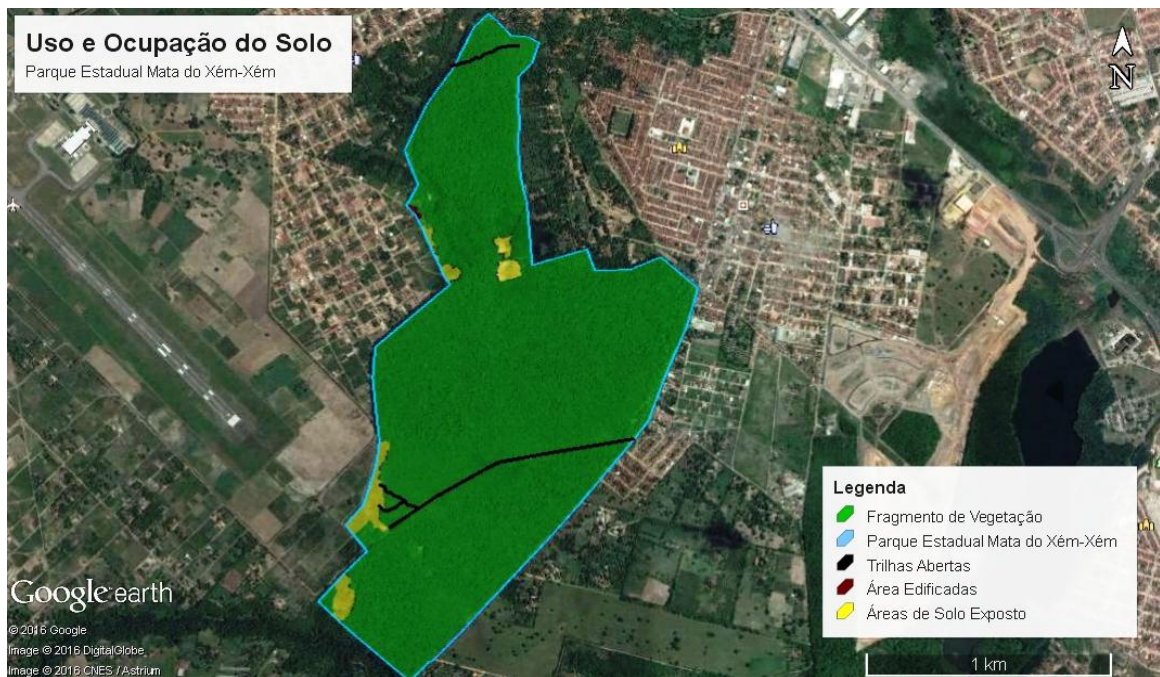 Uso e Ocupação do Solo
Parque Estadual Mata do Xém-Xém
N
Legenda
Fragmento de Vegetação
Parque Estadual Mata do Xém-Xém
Trilhas Abertas
Área Edificadas
Áreas de Solo Exposto
Google earth
© 2016 Google
Image © 2016 DigitalGlobe
Image © 2016 CNES / Astrium
1 km